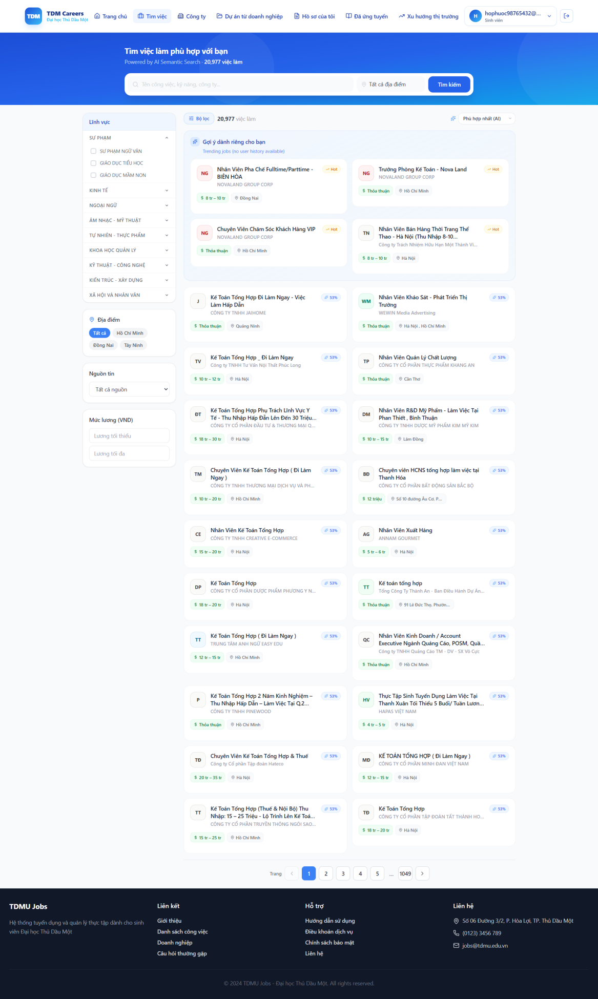 TDM
TDM Careers
Đại học Thủ Dầu Một
Trang chủ
Tìm việc
Công ty
Dự án từ doanh nghiệp
Hồ sơ của tôi
Đã ứng tuyển
Xu hướng thị trường
H
hophuoc98765432@...
Sinh viên
Tìm việc làm phù hợp với bạn
Powered by AI Semantic Search · 20,977 việc làm
Tên công việc, kỹ năng, công ty...
Tất cả địa điểm
Tìm kiếm
Lĩnh vực
SƯ PHẠM
SƯ PHẠM NGỮ VĂN
GIÁO DỤC TIỂU HỌC
GIÁO DỤC MẦM NON
KINH TẾ
NGOẠI NGỮ
ÂM NHẠC - MỸ THUẬT
TỰ NHIÊN - THỰC PHẨM
KHOA HỌC QUẢN LÝ
KỸ THUẬT - CÔNG NGHỆ
KIẾN TRÚC - XÂY DỰNG
XÃ HỘI VÀ NHÂN VĂN
Địa điểm
Tất cả
Hồ Chí Minh
Đồng Nai
Tây Ninh
Nguồn tin
Tất cả nguồn
Mức lương (VND)
Lương tối thiểu
Lương tối đa
Bộ lọc
20,977 việc làm
Phù hợp nhất (AI)
Gợi ý dành riêng cho bạn
Trending jobs (no user history available)
NG
Nhân Viên Pha Chế Fulltime/Parttime -
BIÊN HÒA
NOVALAND GROUP CORP
Hot
$ 8 tr – 10 tr
Đồng Nai
NG
Trưởng Phòng Kế Toán - Nova Land
NOVALAND GROUP CORP
Hot
$ Thỏa thuận
Hồ Chí Minh
NG
Chuyên Viên Chăm Sóc Khách Hàng VIP
NOVALAND GROUP CORP
Hot
$ Thỏa thuận
Hồ Chí Minh
TN
Nhân Viên Bán Hàng Thời Trang Thể
Thao - Hà Nội (Thu Nhập 8-10...
Công ty Trách Nhiệm Hữu Hạn Một Thành Vi...
Hot
$ 8 tr – 10 tr
Hà Nội
J
Kế Toán Tổng Hợp Đi Làm Ngay - Việc
Làm Hấp Dẫn
CÔNG TY TNHH JAIHOME
53%
$ Thỏa thuận
Quảng Ninh
WM
Nhân Viên Khảo Sát - Phát Triển Thị
Trường
WEWIN Media Advertising
53%
$ Thỏa thuận
Hà Nội , Hồ Chí Minh
TV
Kế Toán Tổng Hợp _ Đi Làm Ngay
Công ty TNHH Tư Vấn Nội Thất Phúc Long
53%
$ 10 tr – 12 tr
Hà Nội
TP
Nhân Viên Quản Lý Chất Lượng
CÔNG TY CỔ PHẦN THỰC PHẨM KHANG AN
53%
$ Thỏa thuận
Cần Thơ
ĐT
Kế Toán Tổng Hợp Phụ Trách Lĩnh Vực Y
Tế - Thu Nhập Hấp Dẫn Lên Đến 30 Triệu...
CÔNG TY CỔ PHẦN ĐẦU TƯ & THƯƠNG MẠI Q...
53%
$ 18 tr – 30 tr
Hà Nội
DM
Nhân Viên R&D Mỹ Phẩm - Làm Việc Tại
Phan Thiết , Bình Thuận
CÔNG TY TNHH DƯỢC MỸ PHẨM KIM MỸ KIM
53%
$ 10 tr – 15 tr
Lâm Đồng
TM
Chuyên Viên Kế Toán Tổng Hợp ( Đi Làm
Ngay )
CÔNG TY TNHH THƯƠNG MẠI DỊCH VỤ VÀ PH...
53%
$ 10 tr – 20 tr
Hồ Chí Minh
BĐ
Chuyên viên HCNS tổng hợp làm việc tại
Thanh Hóa
CÔNG TY CỔ PHẦN BẤT ĐỘNG SẢN BẮC BỘ
53%
$ 12 triệu
Số 10 đường Âu Cơ, P...
CE
Nhân Viên Kế Toán Tổng Hợp
CÔNG TY TNHH CREATIVE E-COMMERCE
53%
$ 15 tr – 20 tr
Hà Nội
AG
Nhân Viên Xuất Hàng
ANNAM GOURMET
53%
$ 5 tr – 6 tr
Hà Nội
DP
Kế Toán Tổng Hợp
CÔNG TY CỔ PHẦN DƯỢC PHẨM PHƯƠNG Y N...
53%
$ 18 tr – 20 tr
Hà Nội
TT
Kế toán tổng hợp
Tổng Công Ty Thành An - Ban Điều Hành Dự Án...
53%
$ Thỏa thuận
91 Lê Đức Thọ, Phườn...
TT
Kế Toán Tổng Hợp ( Đi Làm Ngay )
TRUNG TÂM ANH NGỮ EASY EDU
53%
$ 12 tr – 15 tr
Hồ Chí Minh
QC
Nhân Viên Kinh Doanh / Account
Executive Ngành Quảng Cáo, POSM, Quà...
Công ty TNHH Quảng Cáo TM - DV - SX Vô Cực
53%
$ Thỏa thuận
Hồ Chí Minh
P
Kế Toán Tổng Hợp 2 Năm Kinh Nghiệm –
Thu Nhập Hấp Dẫn – Làm Việc Tại Q.2...
CÔNG TY TNHH PINEWOOD
53%
$ Thỏa thuận
Hồ Chí Minh
HV
Thực Tập Sinh Tuyển Dụng Làm Việc Tại
Thanh Xuân Tối Thiểu 5 Buổi/ Tuần Lươn...
HAPAS VIỆT NAM
53%
$ 4 tr – 5 tr
Hà Nội
TĐ
Chuyên Viên Kế Toán Tổng Hợp & Thuế
Công ty Cổ phần Tập đoàn Hateco
53%
$ 20 tr – 35 tr
Hà Nội
MĐ
KẾ TOÁN TỔNG HỢP ( Đi Làm Ngay )
CÔNG TY CỔ PHẦN MINH ĐAN VIỆT NAM
53%
$ 12 tr – 15 tr
Hà Nội
TT
Kế Toán Tổng Hợp (Thuế & Nội Bộ) Thu
Nhập: 15 – 25 Triệu - Lộ Trình Lên Kế Toá...
CÔNG TY CỔ PHẦN TRUYỀN THÔNG NGÔI SAO...
53%
$ 15 tr – 25 tr
Hồ Chí Minh
TĐ
Kế Toán Tổng Hợp
CÔNG TY CỔ PHẦN TẬP ĐOÀN TẤT THÀNH HO...
53%
$ 18 tr – 20 tr
Hà Nội
Trang
1
2
3
4
5
...
1049
TDMU Jobs
Hệ thống tuyển dụng và quản lý thực tập dành cho sinh
viên Đại học Thủ Dầu Một
Liên kết
Giới thiệu
Danh sách công việc
Doanh nghiệp
Câu hỏi thường gặp
Hỗ trợ
Hướng dẫn sử dụng
Điều khoản dịch vụ
Chính sách bảo mật
Liên hệ
Liên hệ
Số 06 Đường 3/2, P. Hòa Lợi, TP. Thủ Dầu Một
(0123) 3456 789
jobs@tdmu.edu.vn
© 2024 TDMU Jobs - Đại học Thủ Dầu Một. All rights reserved.